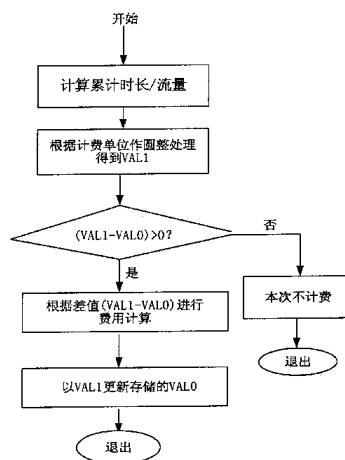 开始
计算累计时长/流量
根据计费单位作圆整处理
得到VAL1
(VAL1-VAL0)>0?
否
是
根据差值(VAL1-VAL0)进行
费用计算
本次不计费
退出
以VAL1更新存储的VAL0
退出